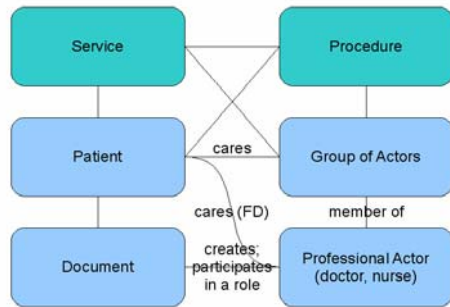 Service
Procedure
Patient
cares
Group of Actors
cares (FD)
member of
Document
creates;
participates
in a role
Professional Actor
(doctor, nurse)